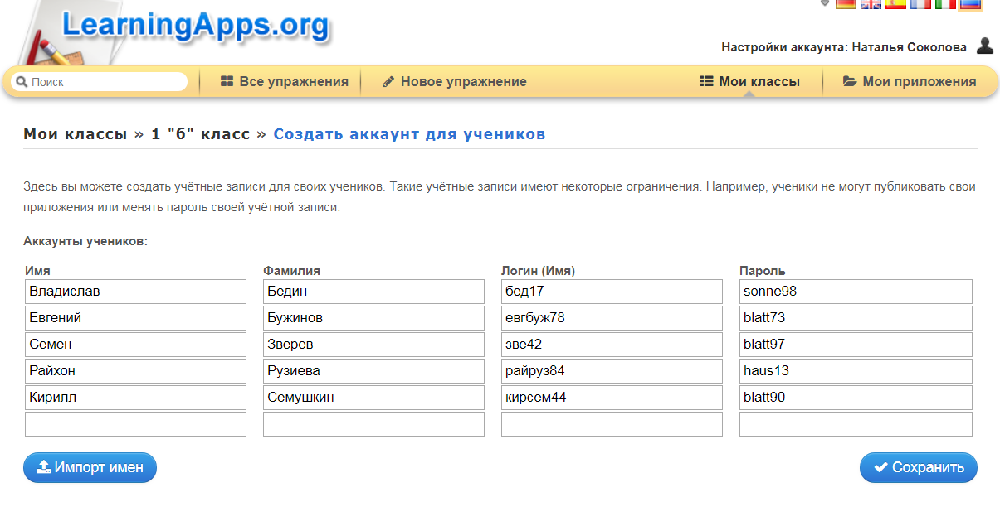 LearningApps.org
Настройки аккаунта: Наталья Соколова
Поиск Все упражнения Новое упражнение Мои классы Мои приложения
Мои классы » 1 "б" класс » Создать аккаунт для учеников
Здесь вы можете создать учётные записи для своих учеников. Такие учётные записи имеют некоторые ограничения. Например, ученики не могут публиковать свои
приложения или менять пароль своей учётной записи.
Аккаунты учеников:
Имя Фамилия Логин (Имя) Пароль
Владислав Бедин бед17 sonne98
Евгений Бужинов евгбуж78 blatt73
Семён Зверев зве42 blatt97
Райхон Рузиева райруз84 haus13
Кирилл Семушкин кирсем44 blatt90
Импорт имен Сохранить